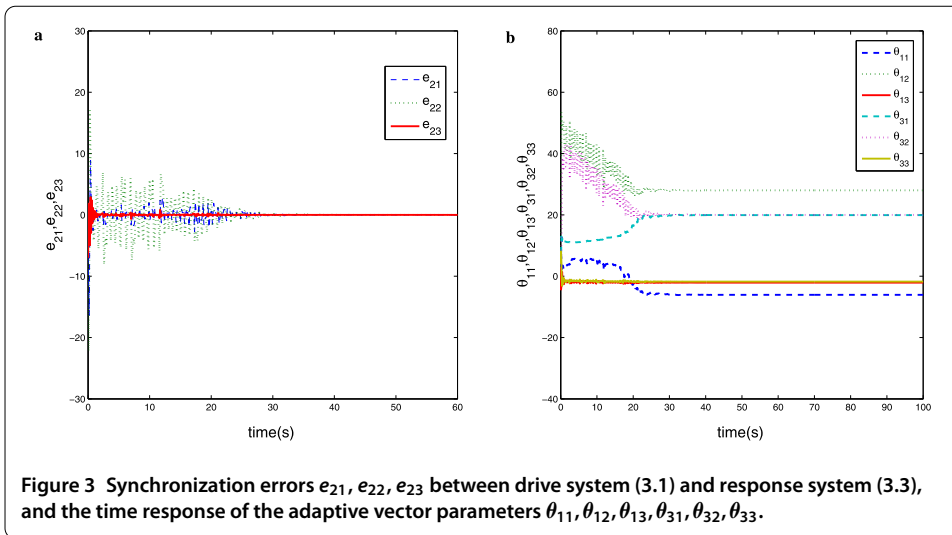 a
30
20
10
0
−10
−20
−30
0
10
20
30
40
50
60
time(s)
e21,e22,e23
e21
e22
e23
b
80
60
40
20
0
−20
−40
0
10
20
30
40
50
60
70
80
90
100
time(s)
θ11,θ12,θ13,θ31,θ32,θ33
θ11
θ12
θ13
θ31
θ32
θ33
Figure 3 Synchronization errors e21, e22, e23 between drive system (3.1) and response system (3.3),
and the time response of the adaptive vector parameters θ11,θ12,θ13,θ31,θ32,θ33.